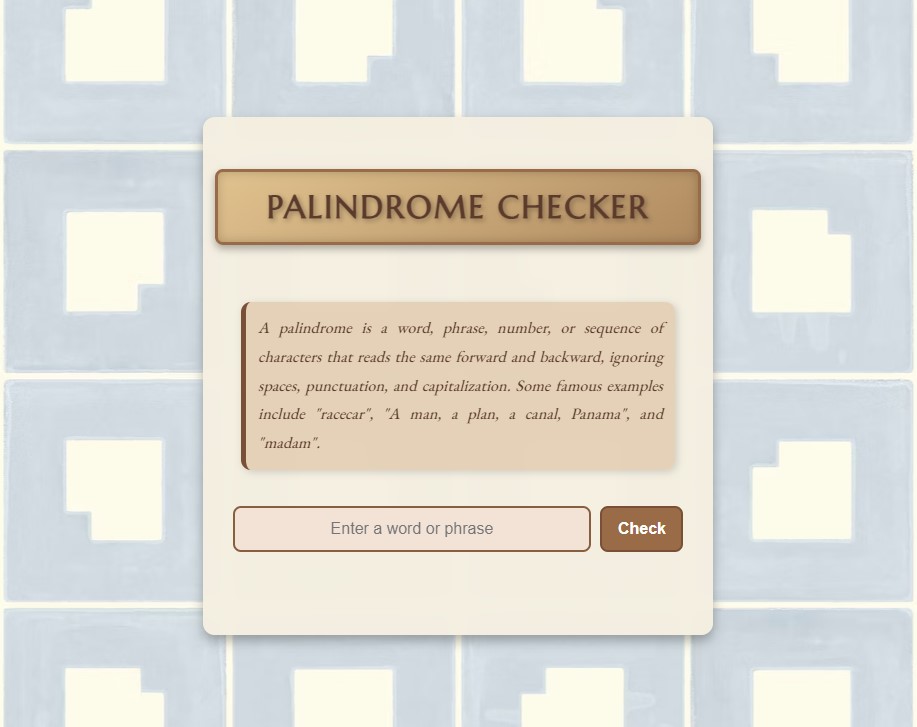 PALINDROME CHECKER
A palindrome is a word, phrase, number, or sequence of
characters that reads the same forward and backward, ignoring
spaces, punctuation, and capitalization. Some famous examples
include "racecar", "A man, a plan, a canal, Panama", and
"madam".
Enter a word or phrase
Check